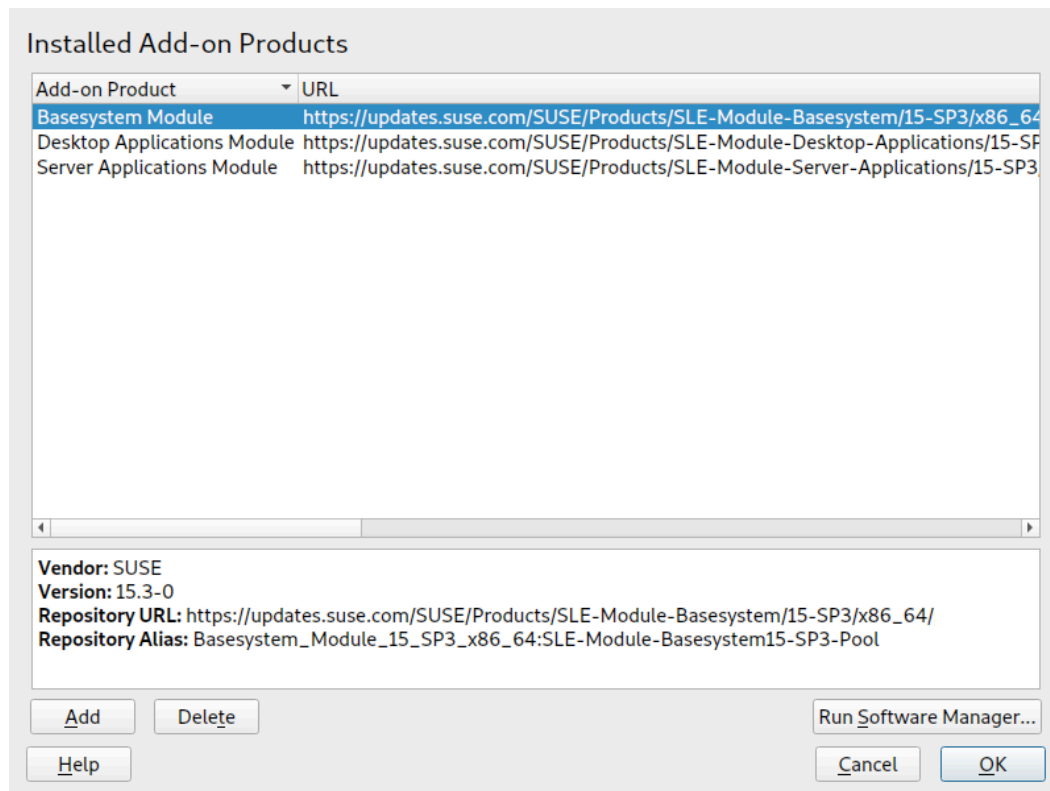 Installed Add-on Products
Add-on Product URL
Basesystem Module https://updates.suse.com/SUSE/Products/SLE-Module-Basesystem/15-SP3/x86_64
Desktop Applications Module https://updates.suse.com/SUSE/Products/SLE-Module-Desktop-Applications/15-SP
Server Applications Module https://updates.suse.com/SUSE/Products/SLE-Module-Server-Applications/15-SP3/
Vendor: SUSE
Version: 15.3-0
Repository URL: https://updates.suse.com/SUSE/Products/SLE-Module-Basesystem/15-SP3/x86_64/
Repository Alias: Basesystem_Module_15_SP3_x86_64:SLE-Module-Basesystem15-SP3-Pool
Add Delete Run Software Manager...
Help Cancel OK